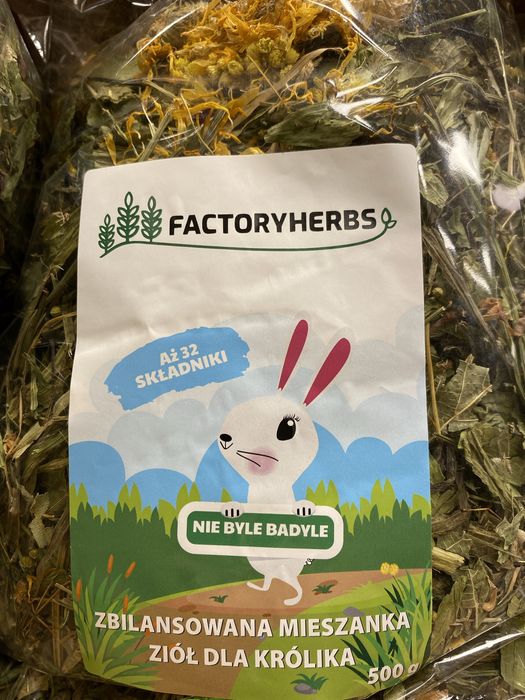 FACTORYHERBS
Aż 32
SKŁADNIKI
NIE BYLE BADYLE
ZBILANSOWANA MIESZANKA
ZIÓŁ DLA KRÓLIKA
500 g